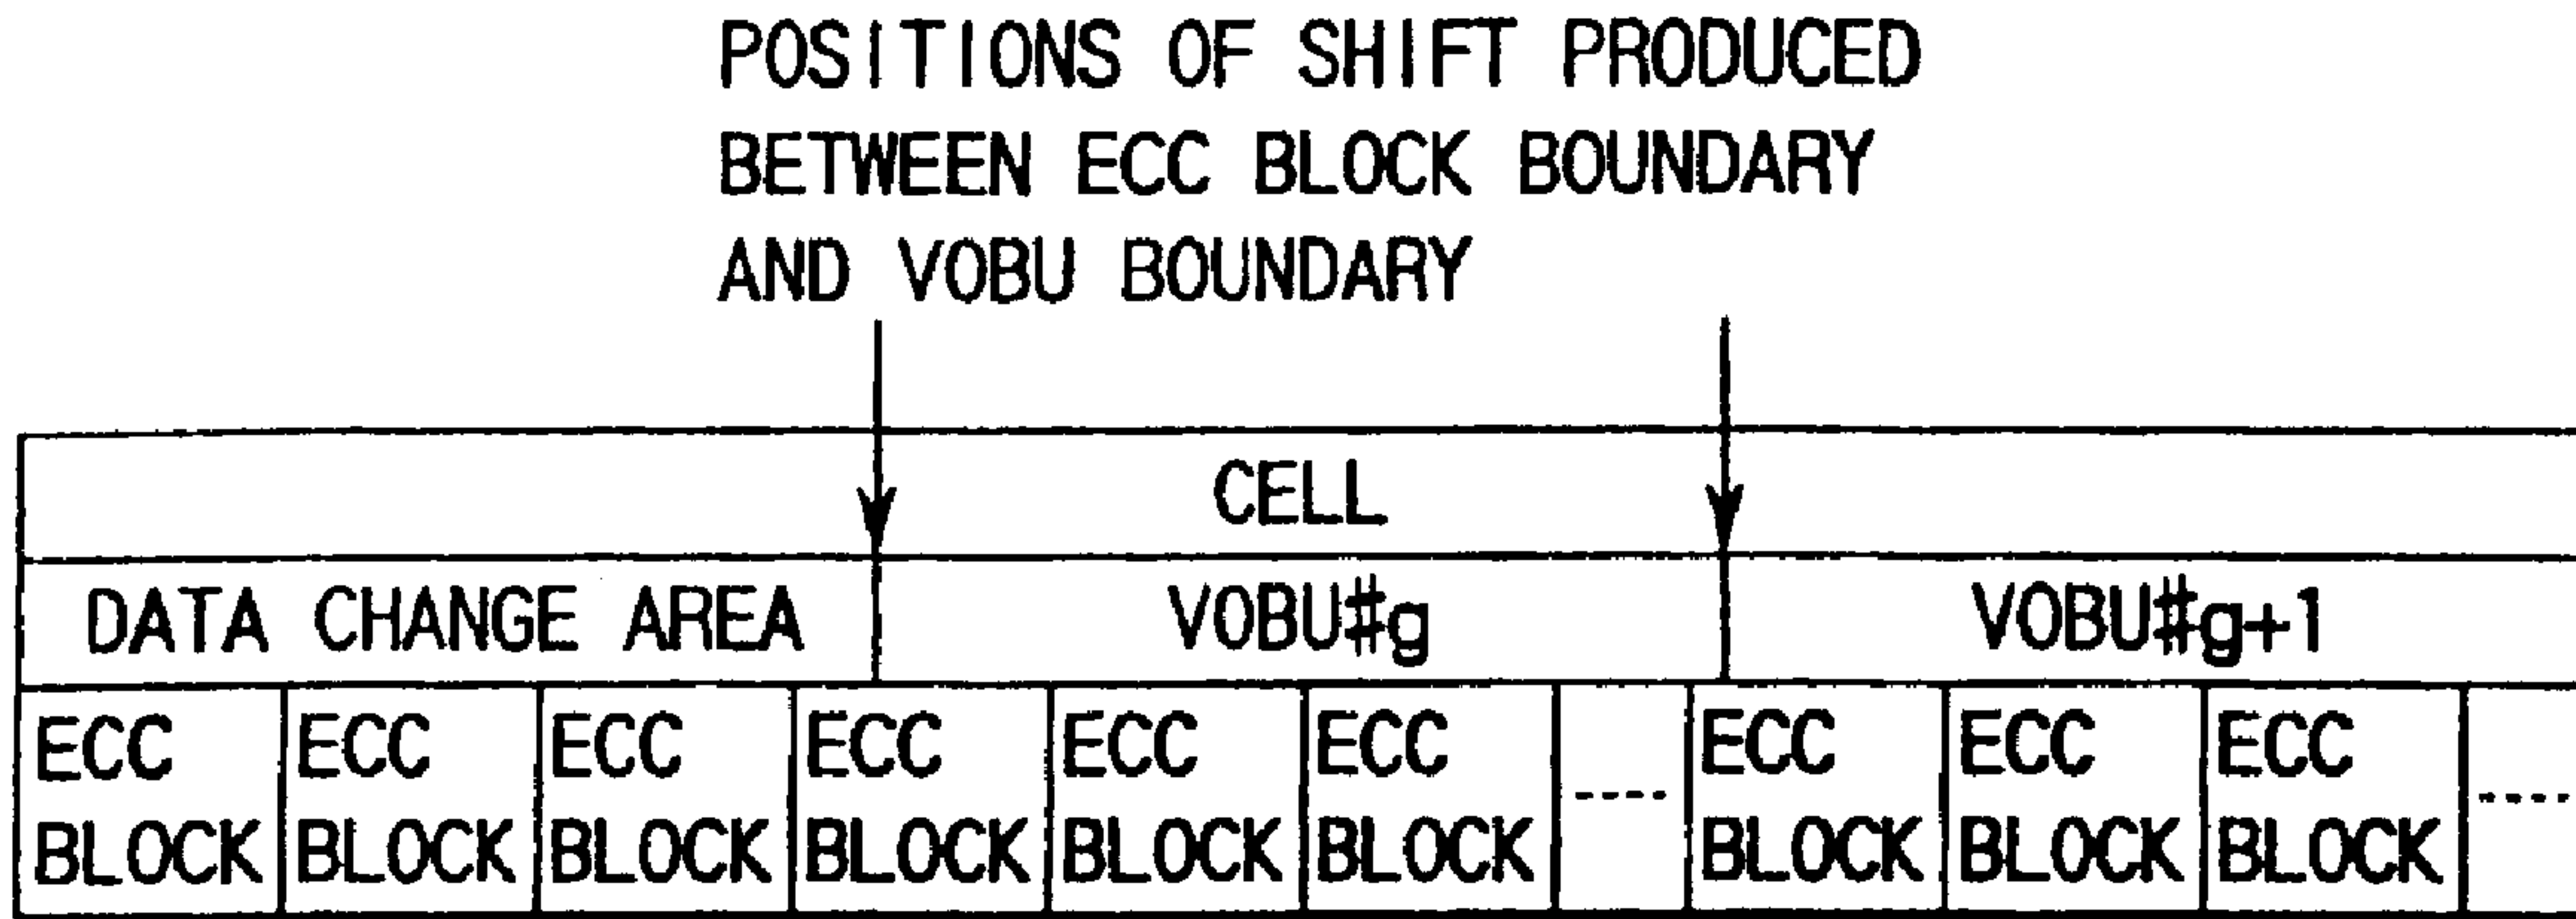 POSITIONS OF SHIFT PRODUCED
BETWEEN ECC BLOCK BOUNDARY
AND VOBU BOUNDARY
CELL
DATA CHANGE AREA VOBU#g VOBU#g+1
ECC ECC ECC ECC ECC ECC ---- ECC ECC ECC ----
BLOCK BLOCK BLOCK BLOCK BLOCK BLOCK BLOCK BLOCK BLOCK